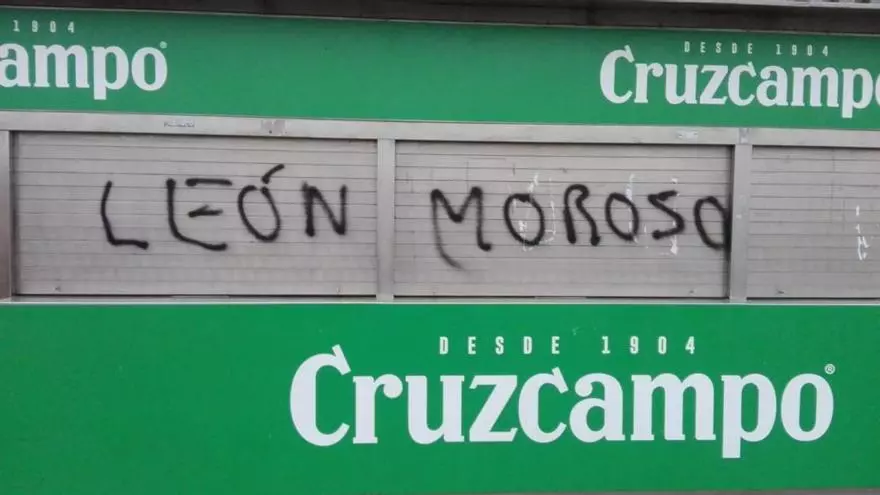 1904
ampo®
DESDE 1904
Cruzcampo
LEÓN MOROSO
DESDE 1904
Cruzcampo®